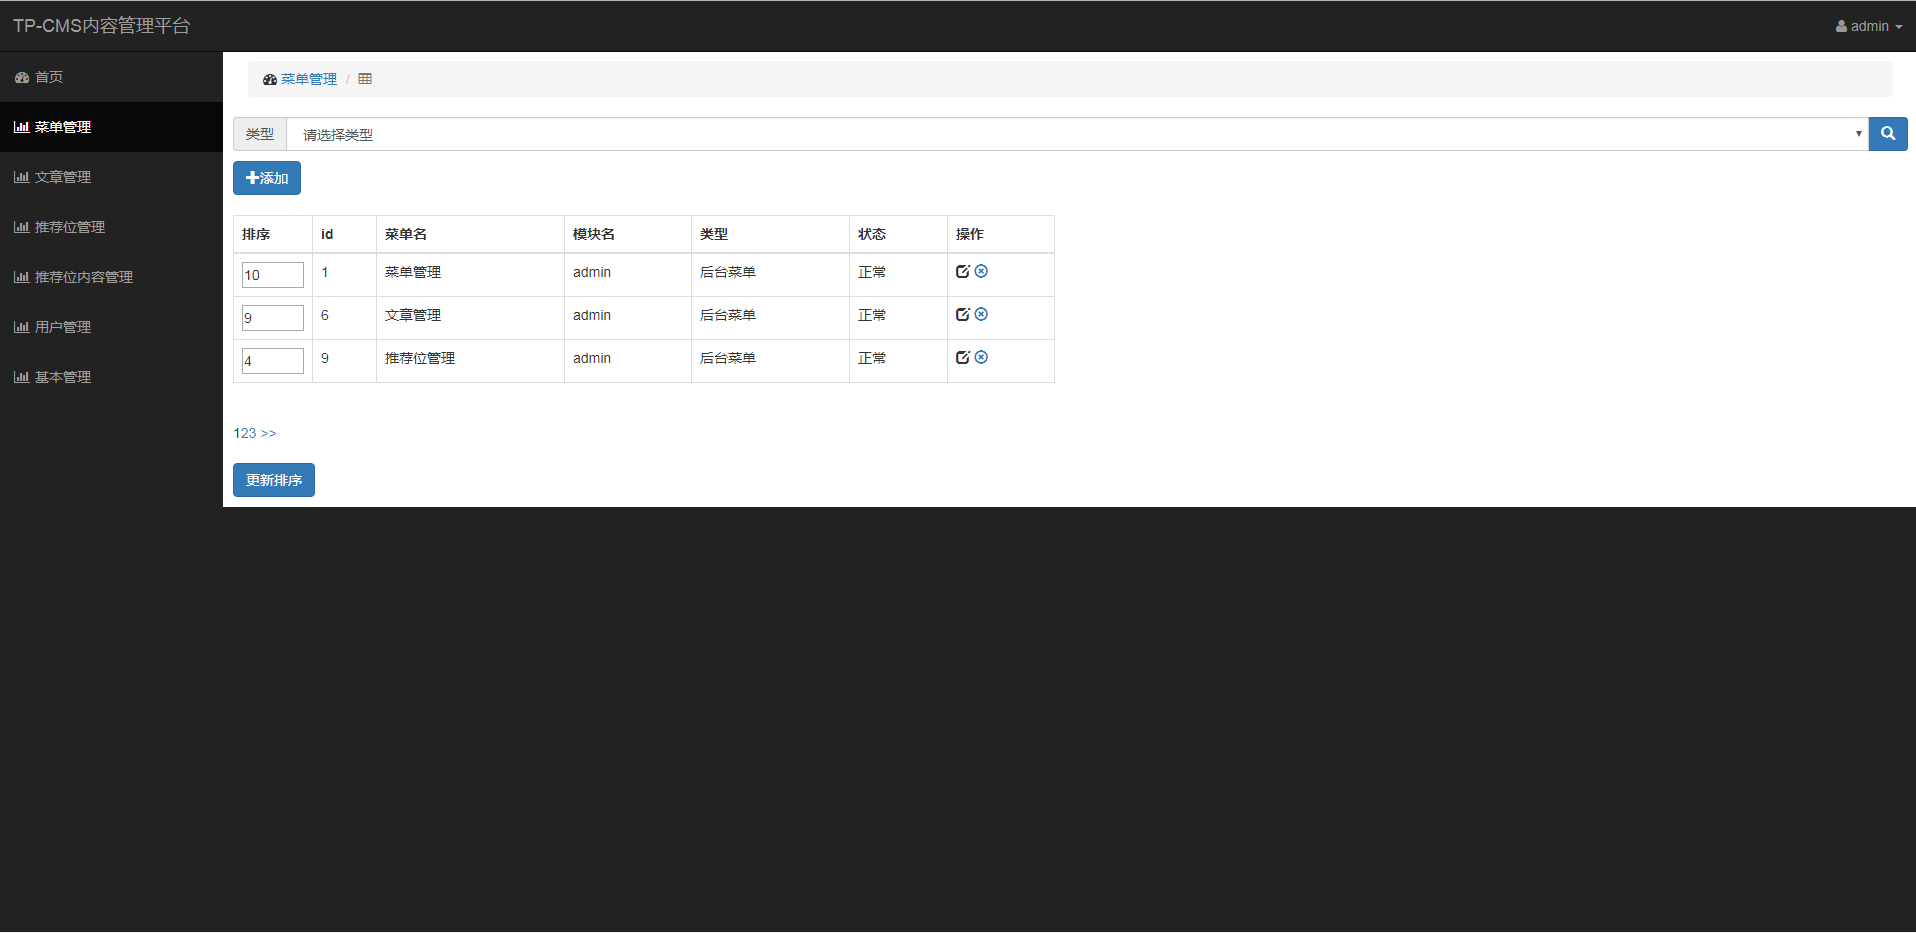 TP-CMS内容管理平台
admin
首页
菜单管理
文章管理
推荐位管理
推荐位内容管理
用户管理
基本管理
菜单管理 /
类型 请选择类型
添加
排序 id 菜单名 模块名 类型 状态 操作
10 1 菜单管理 admin 后台菜单 正常
9 6 文章管理 admin 后台菜单 正常
4 9 推荐位管理 admin 后台菜单 正常
123 >>
更新排序